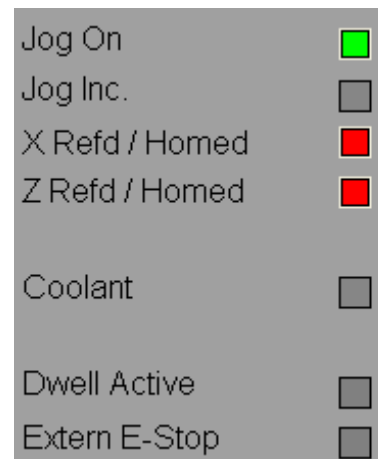 Jog On
Jog Inc.
X Refd / Homed
Z Refd / Homed
Coolant
Dwell Active
Extern E-Stop